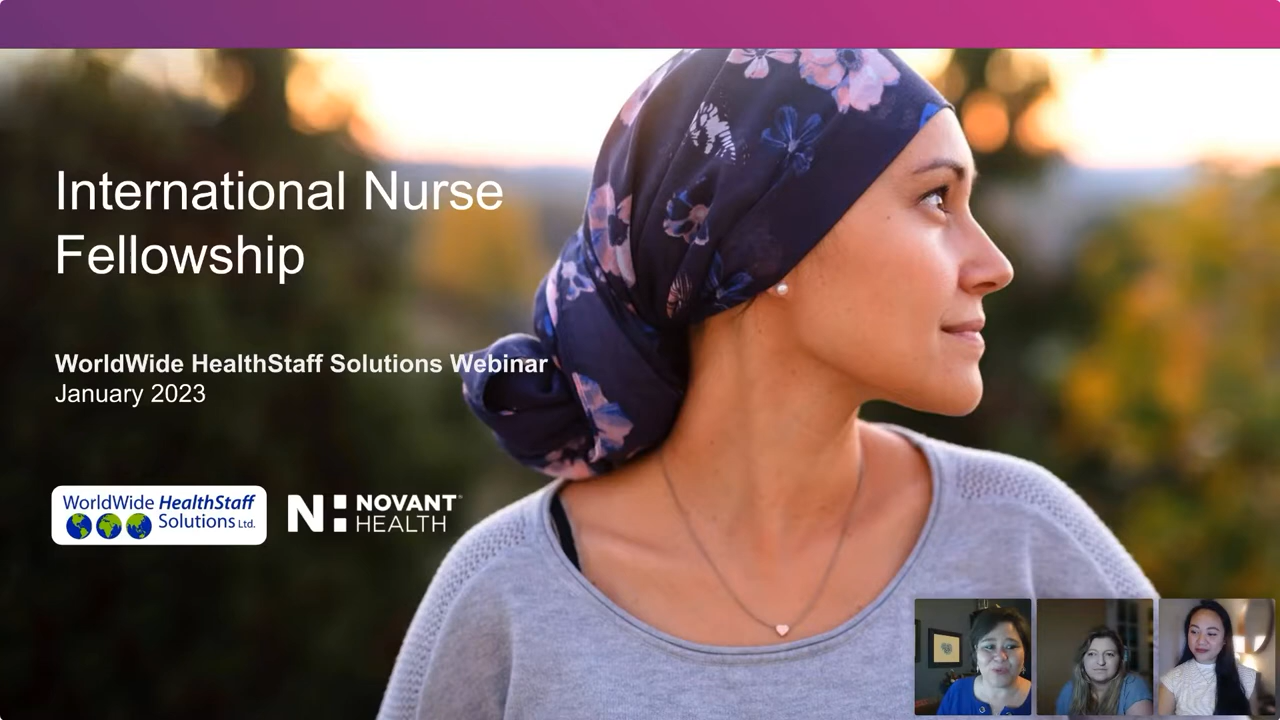 International Nurse
Fellowship
WorldWide HealthStaff Solutions Webinar
January 2023
WorldWide HealthStaff
Solutions Ltd.
N
NOVANT®
HEALTH